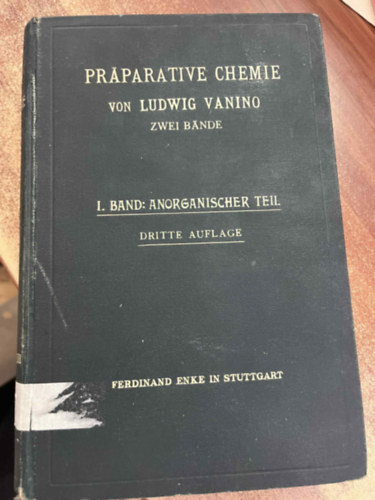 PRÄPARATIVE CHEMIE
VON LUDWIG VANINO
ZWEI BÄNDE
I. BAND: ANORGANISCHER TEIL
DRITTE AUFLAGE
FERDINAND ENKE IN STUTTGART